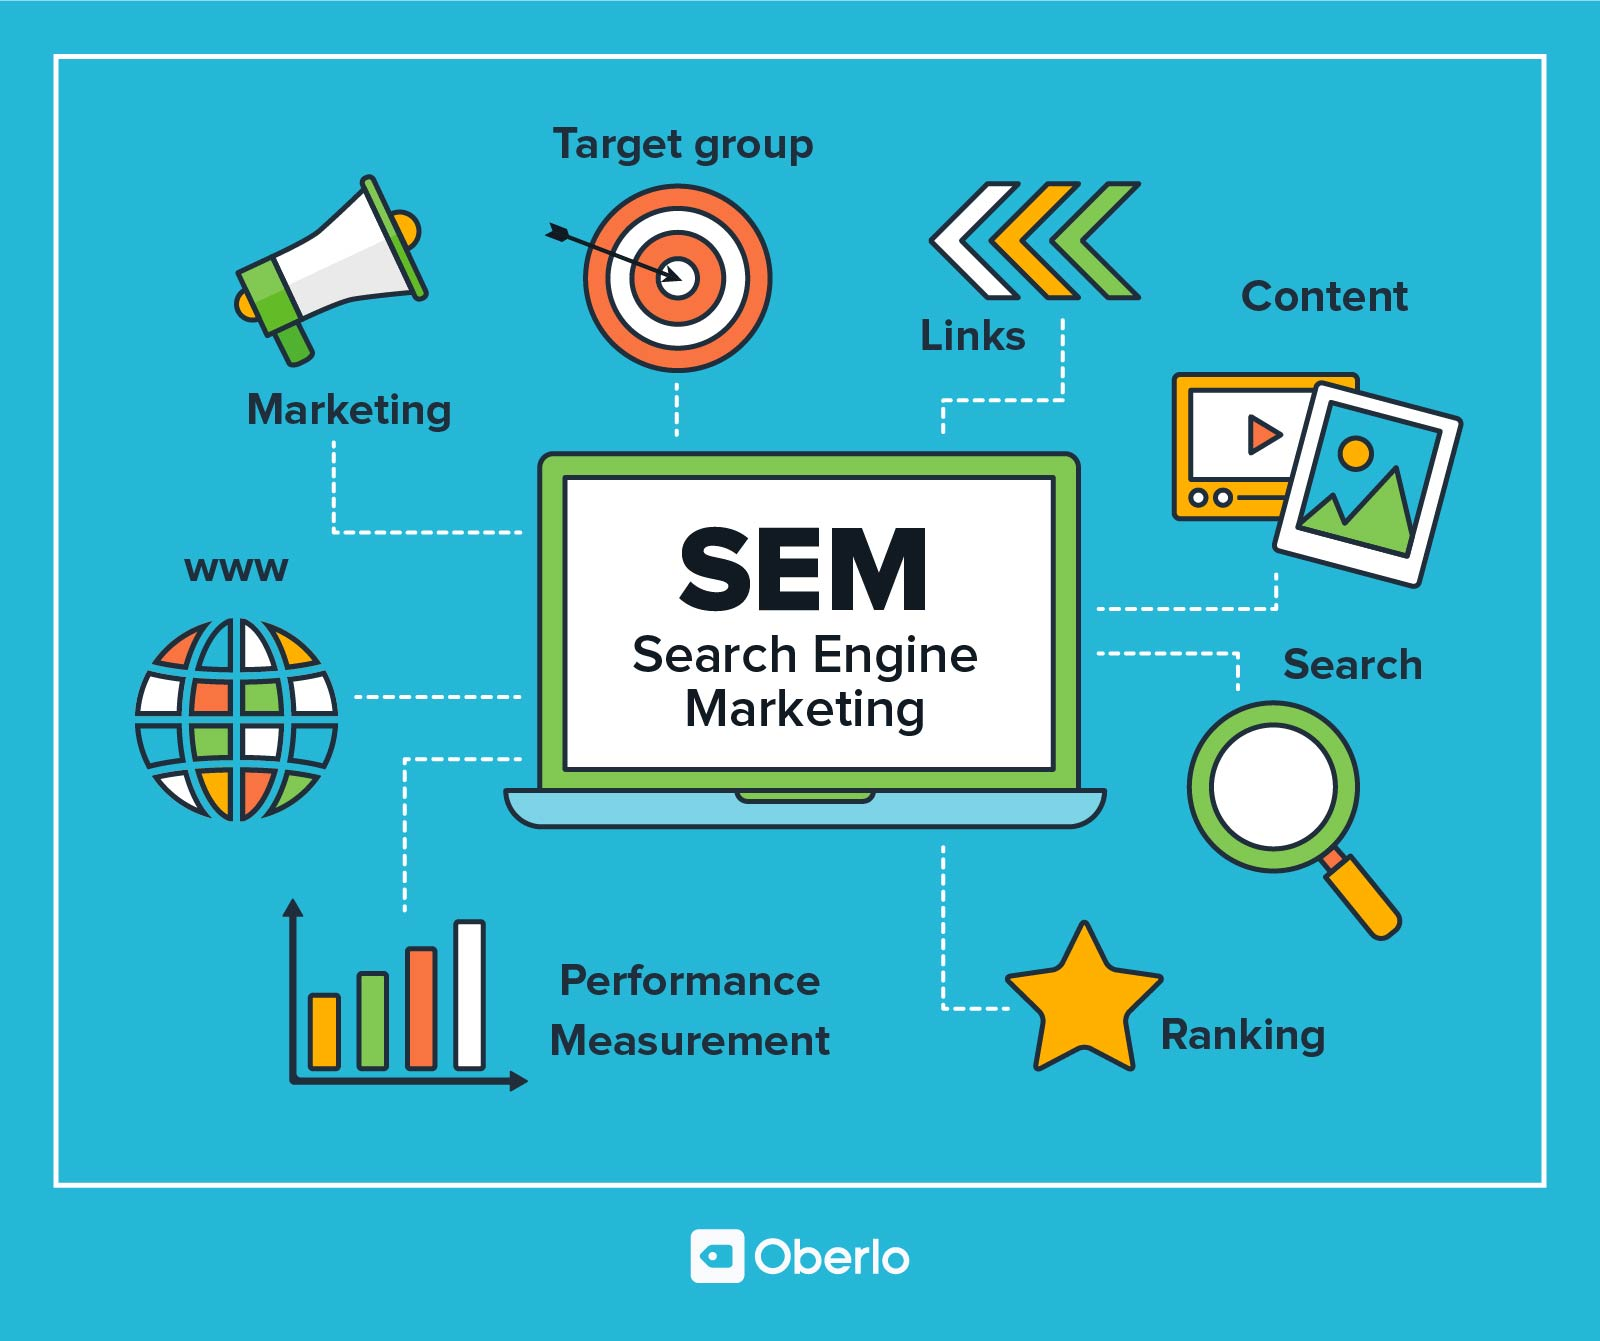 Target group
Links
Content
Marketing
www
SEM
Search Engine
Marketing
Search
Performance
Measurement
Ranking
Oberlo